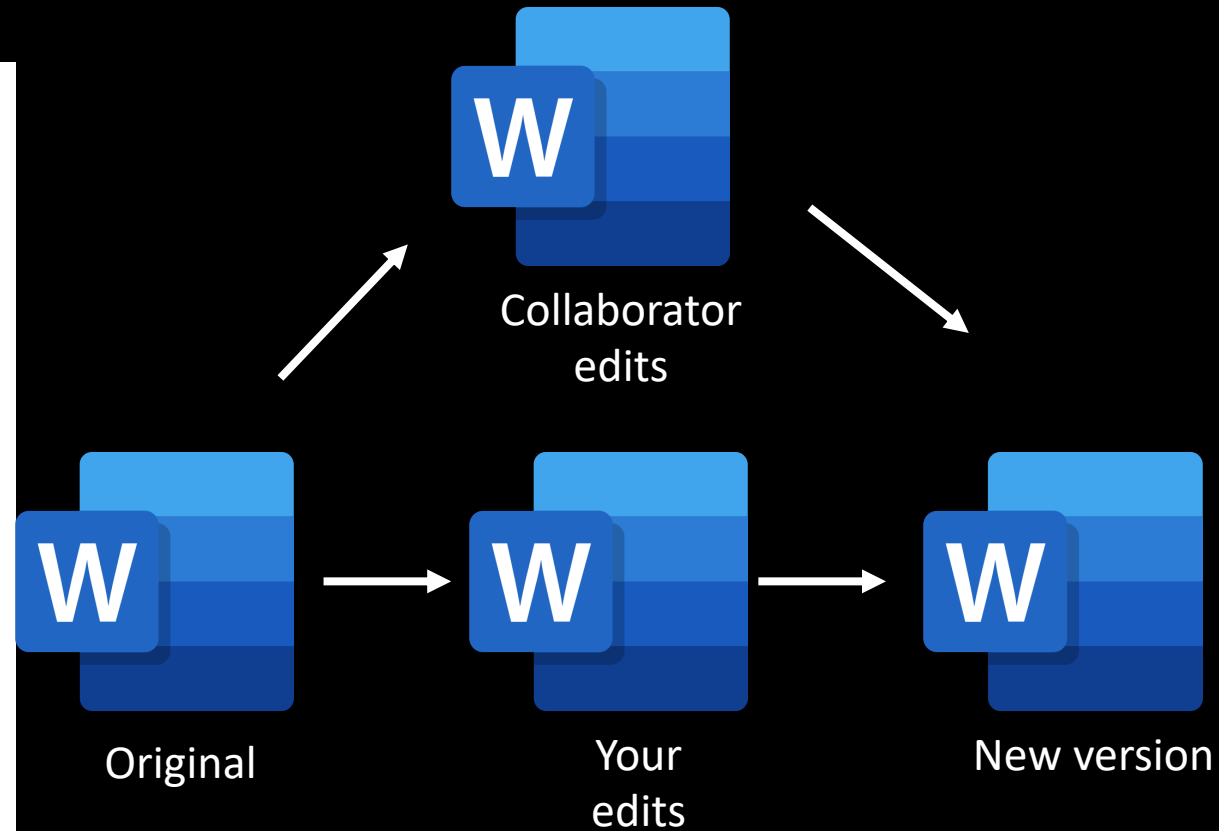 W
Collaborator
edits
W
W
W
Original
Your
edits
New version